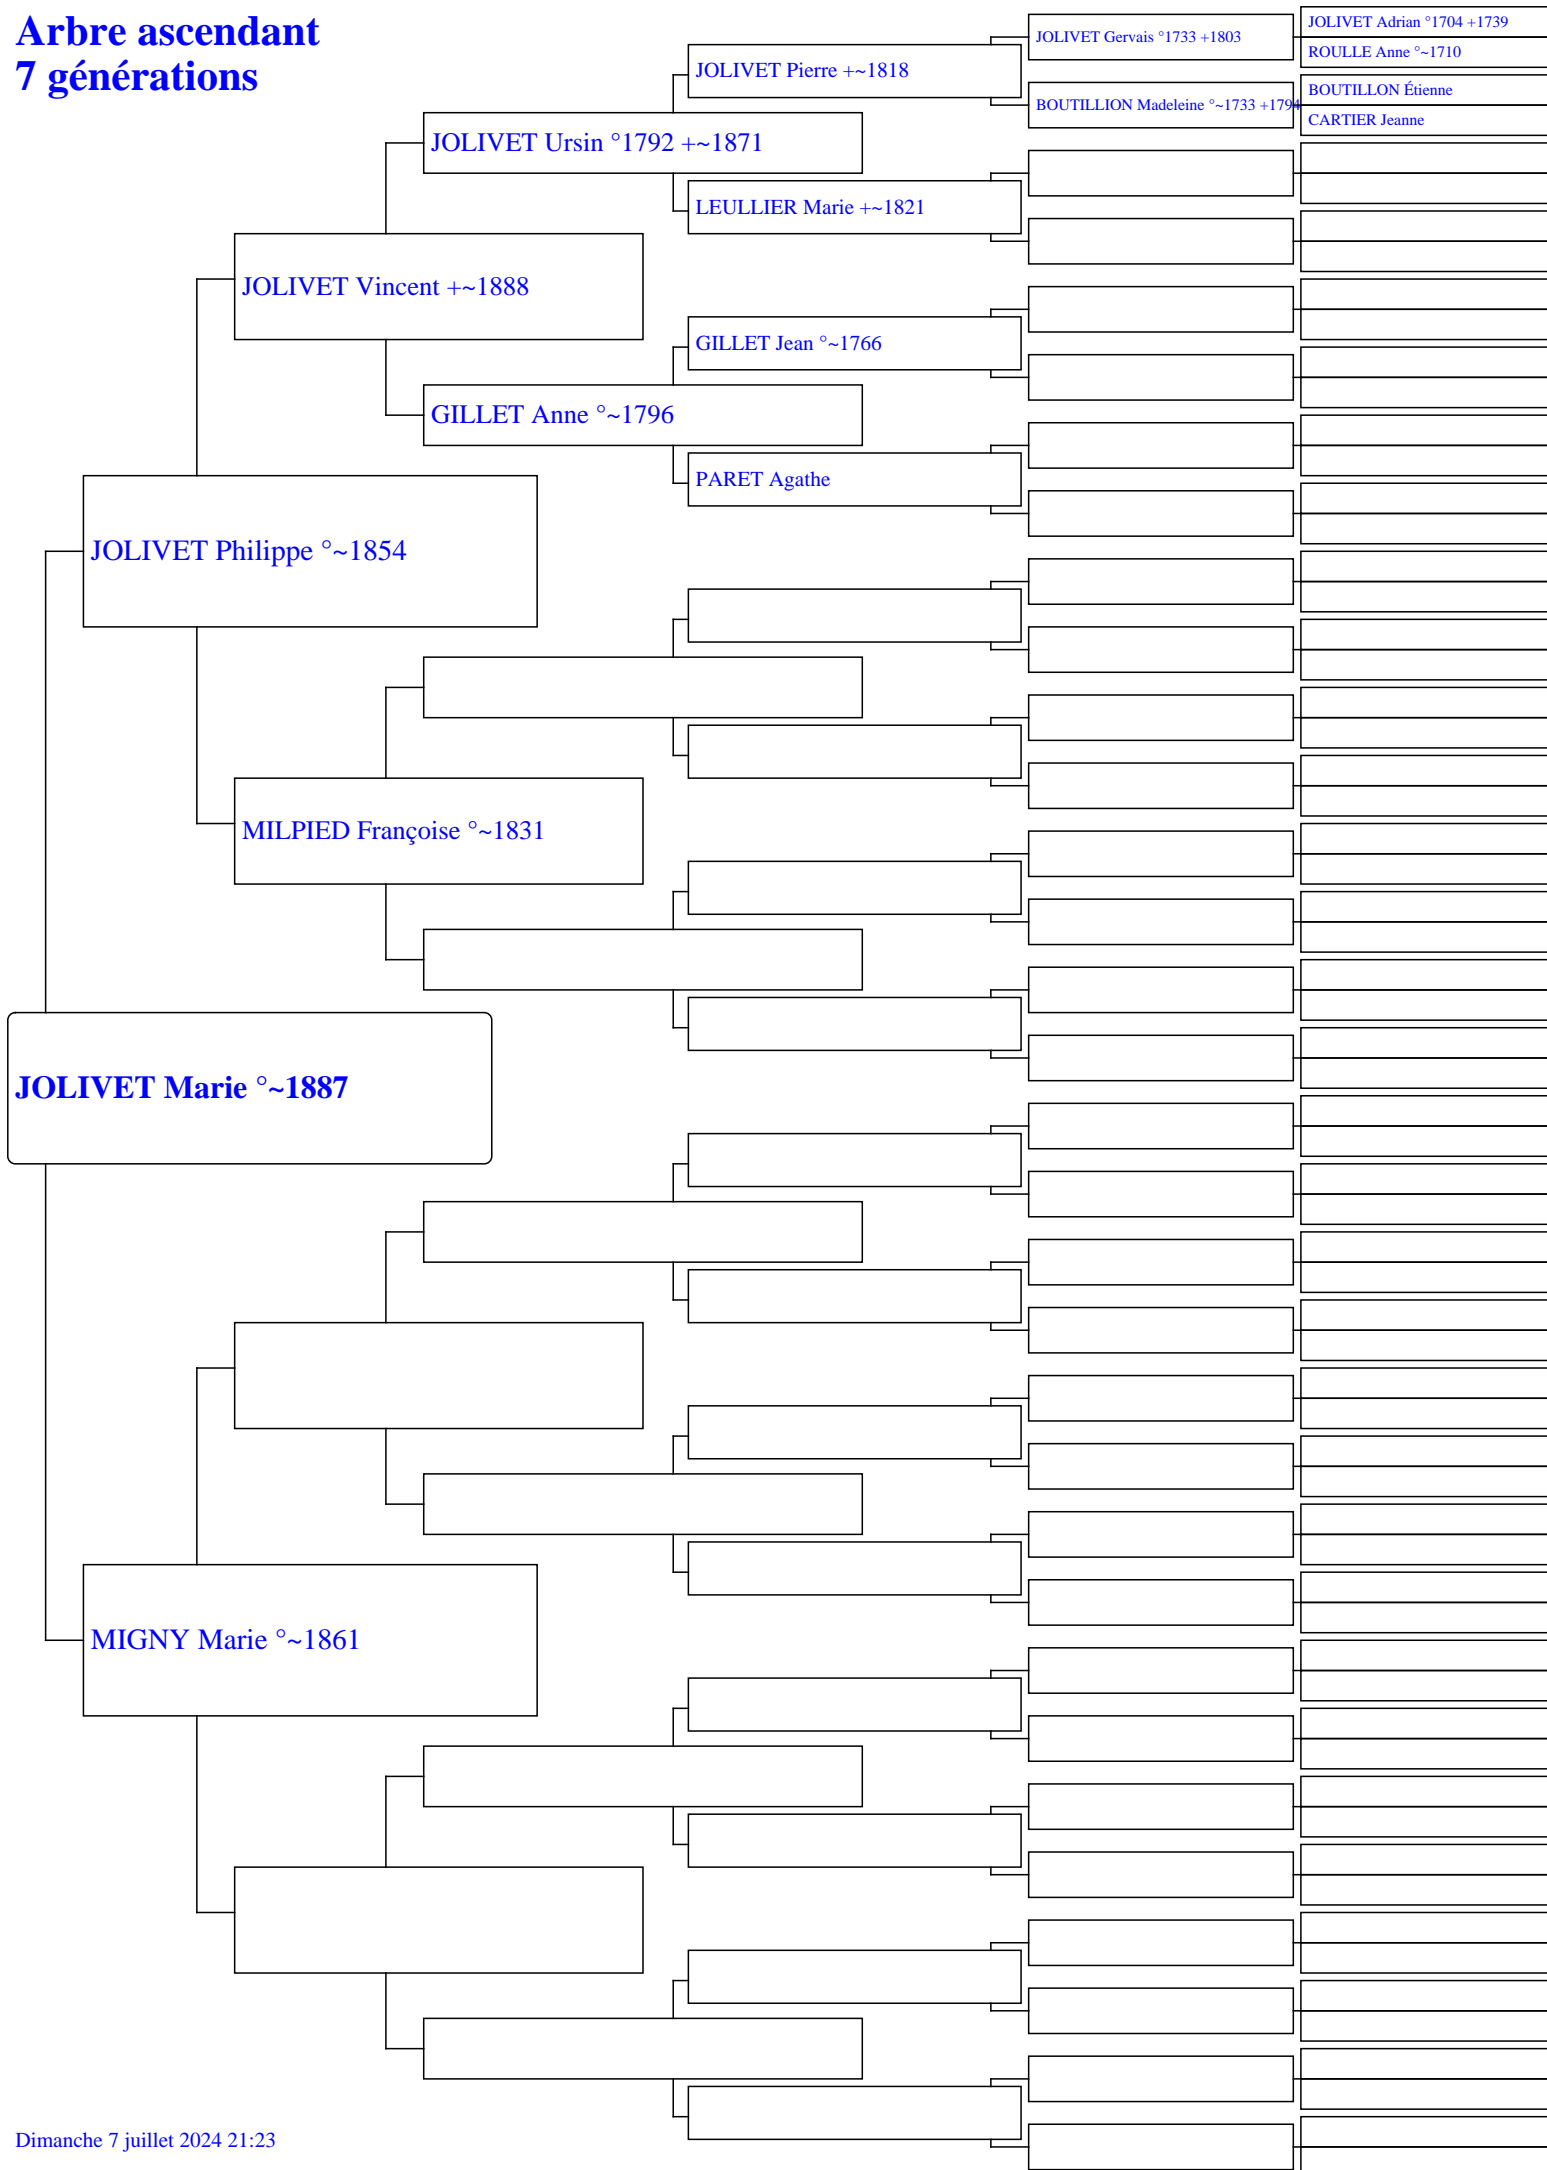 Arbre ascendant
7 générations
JOLIVET Gervais °1733 +1803
JOLIVET Adrian °1704 +1739
ROULLE Anne °~1710
JOLIVET Pierre +~1818
BOUTILLION Madeleine °~1733 +1794
BOUTILLON Étienne
CARTIER Jeanne
JOLIVET Ursin °1792 +~1871
LEULLIER Marie +~1821
JOLIVET Vincent +~1888
GILLET Jean °~1766
GILLET Anne °~1796
PARET Agathe
JOLIVET Philippe °~1854
MILPIED Françoise °~1831
JOLIVET Marie °~1887
MIGNY Marie °~1861
Dimanche 7 juillet 2024 21:23